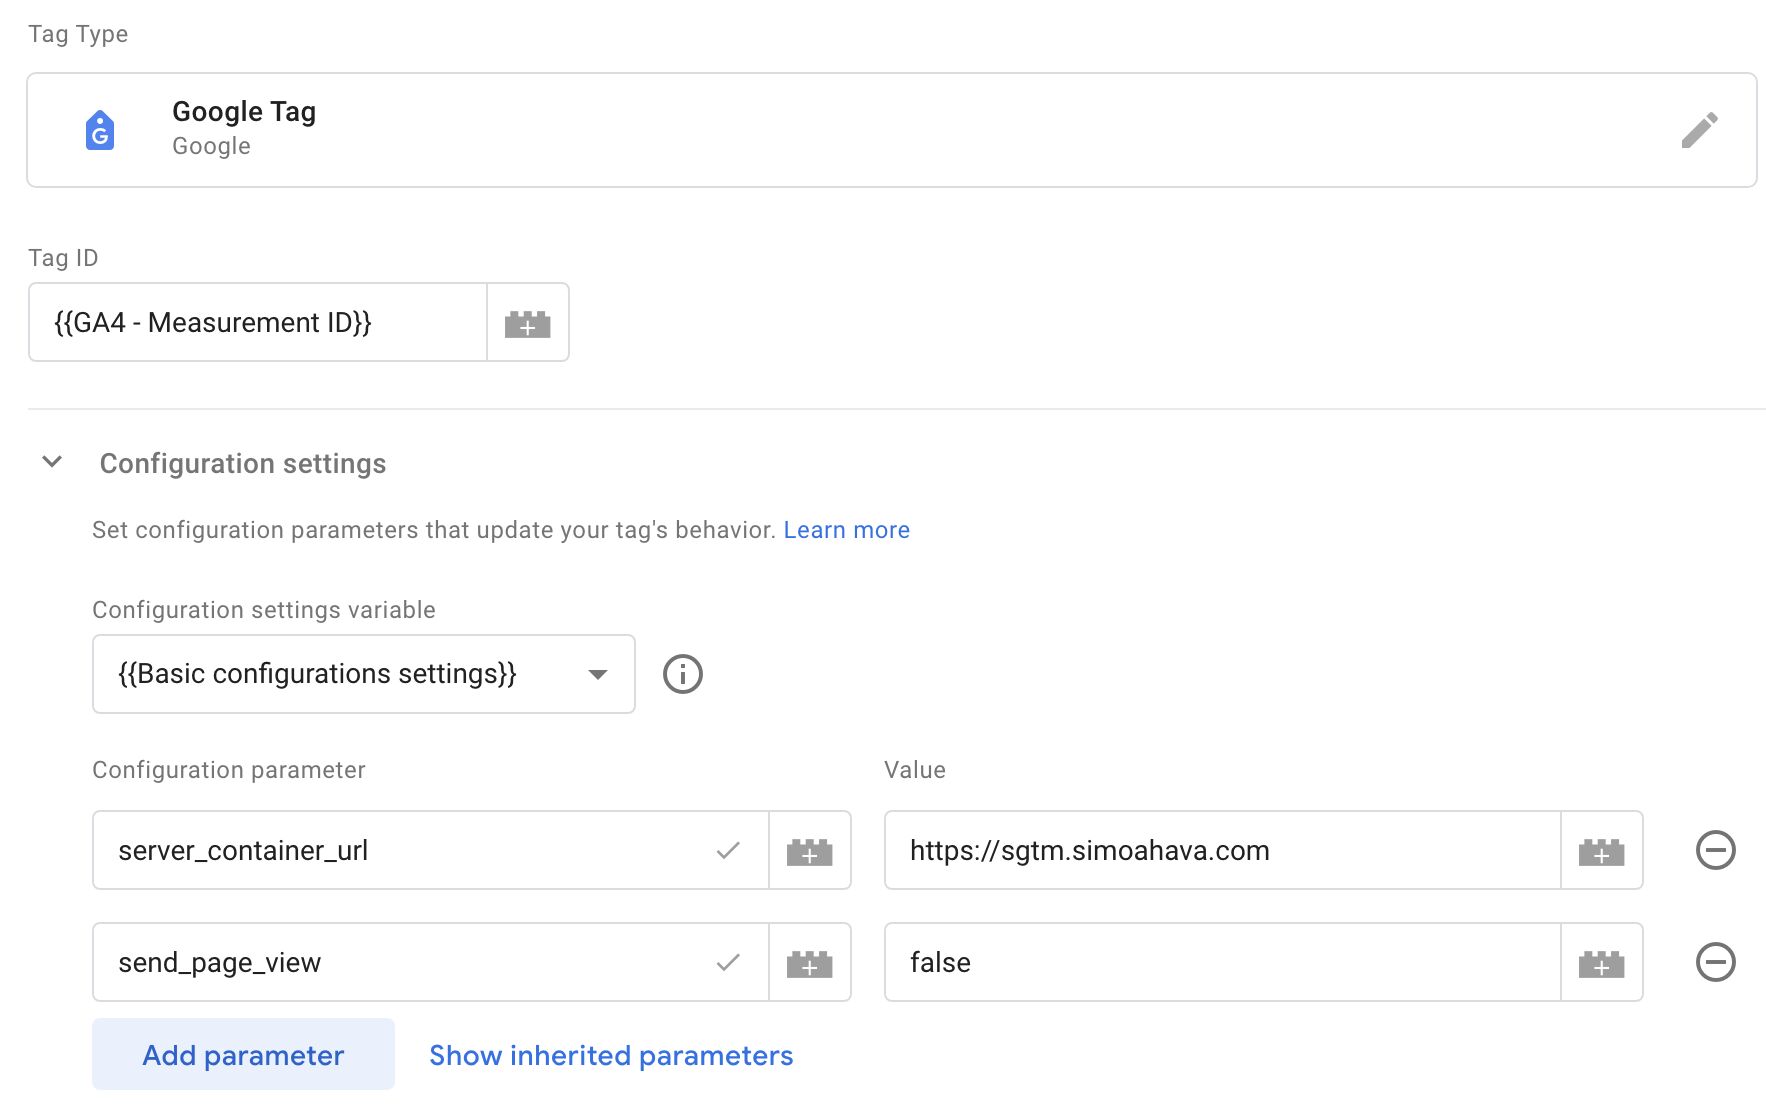 Tag Type
Google Tag
G
Google
Tag ID
{{GA4 - Measurement ID}}
Configuration settings
Set configuration parameters that update your tag's behavior. Learn more
Configuration settings variable
{{Basic configurations settings}}
Configuration parameter Value
server_container_url https://sgtm.simoahava.com
send_page_view false
Add parameter Show inherited parameters